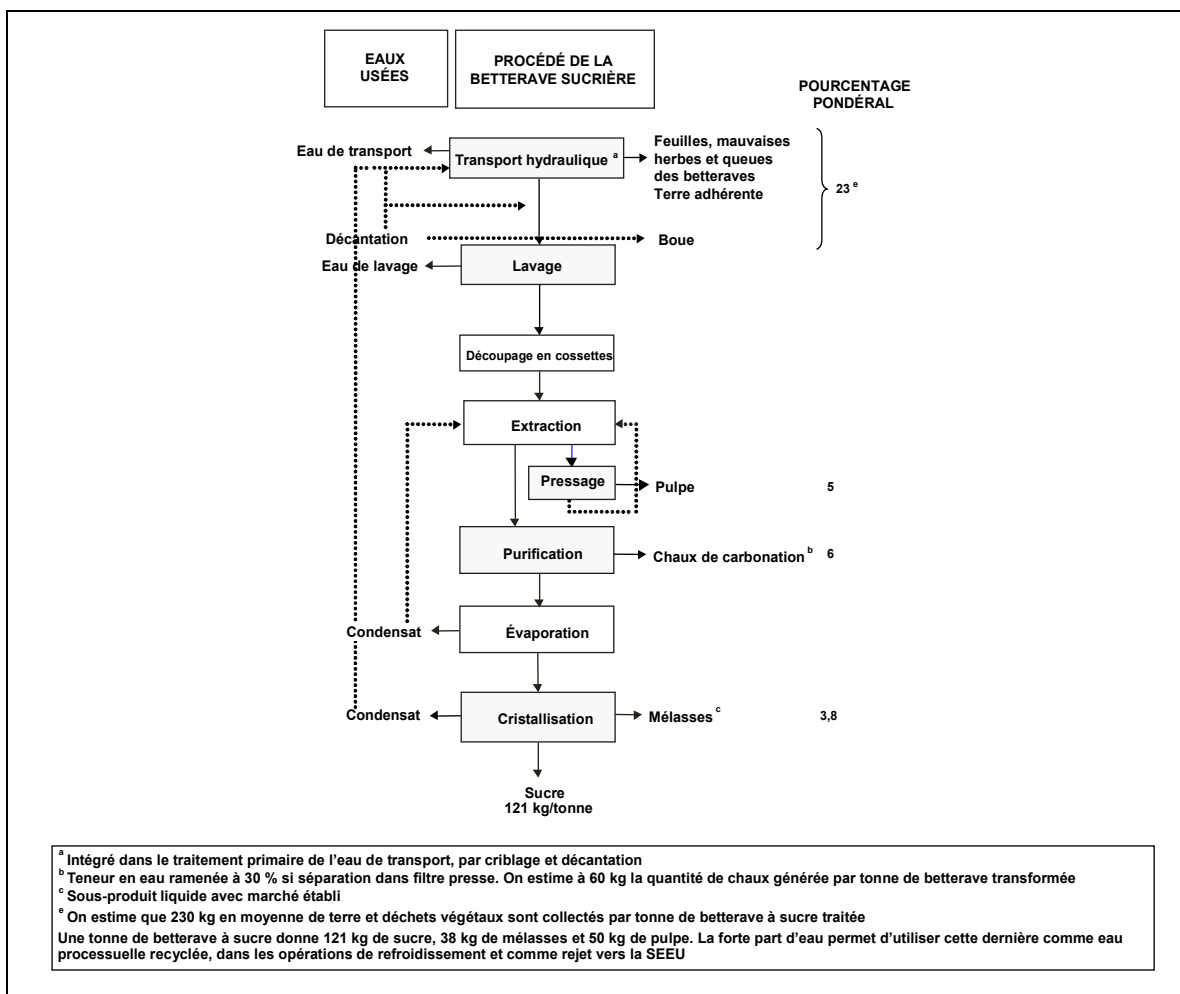 EAUX
USÉES
PROCÉDÉ DE LA
BETTERAVE SUCRIÈRE
POURCENTAGE
PONDÉRAL
Eau de transport
Transport hydraulique a
Feuilles, mauvaises
herbes et queues
des betteraves
Terre adhérente
23 e
Décantation
Boue
Eau de lavage
Lavage
Découpage en cossettes
Extraction
Pressage
Pulpe
5
Purification
Chaux de carbonation b
6
Condensat
Évaporation
Condensat
Cristallisation
Mélasses c
3,8
Sucre
121 kg/tonne
a Intégré dans le traitement primaire de l'eau de transport, par criblage et décantation
b Teneur en eau ramenée à 30 % si séparation dans filtre presse. On estime à 60 kg la quantité de chaux générée par tonne de betterave transformée
c Sous-produit liquide avec marché établi
e On estime que 230 kg en moyenne de terre et déchets végétaux sont collectés par tonne de betterave à sucre traitée
Une tonne de betterave à sucre donne 121 kg de sucre, 38 kg de mélasses et 50 kg de pulpe. La forte part d'eau permet d'utiliser cette dernière comme eau
processuelle recyclée, dans les opérations de refroidissement et comme rejet vers la SEEU